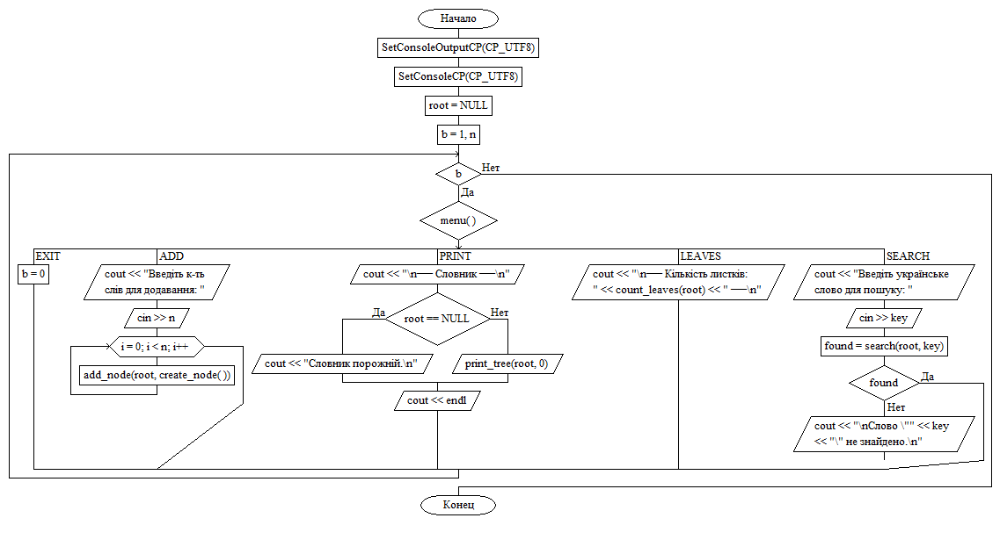 Начало
SetConsoleOutputCP(CP_UTF8)
SetConsoleCP(CP_UTF8)
root = NULL
b = 1, n
b
Нет
Да
menu( )
EXIT
b = 0
ADD
cout << "Введіть к-ть
слів для додавання: "
cin >> n
i = 0; i < n; i++
add_node(root, create_node( ))
PRINT
cout << "\n── Словник ──\n"
root == NULL
Да
Нет
cout << "Словник порожній.\n"
print_tree(root, 0)
cout << endl
LEAVES
cout << "\n── Кількість листків:
" << count_leaves(root) << " ──\n"
SEARCH
cout << "Введіть українське
слово для пошуку: "
cin >> key
found = search(root, key)
found
Да
Нет
cout << "\nСлово \"" << key
<< "\" не знайдено.\n"
Конец